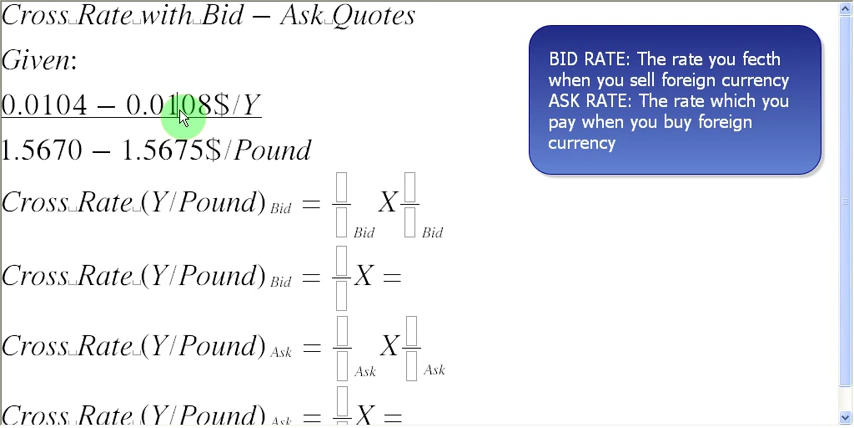 Cross Rate with Bid – Ask Quotes
Given:
0.0104 – 0.0108$/Y
1.5670 – 1.5675$/Pound
Cross Rate (Y/Pound) Bid = Bid X Bid
Cross Rate (Y/Pound) Bid = X =
Cross Rate (Y/Pound) Ask = Ask X Ask
Cross Rate (Y/Pound) Ask = X =
BID RATE: The rate you fecth
when you sell foreign currency
ASK RATE: The rate which you
pay when you buy foreign
currency